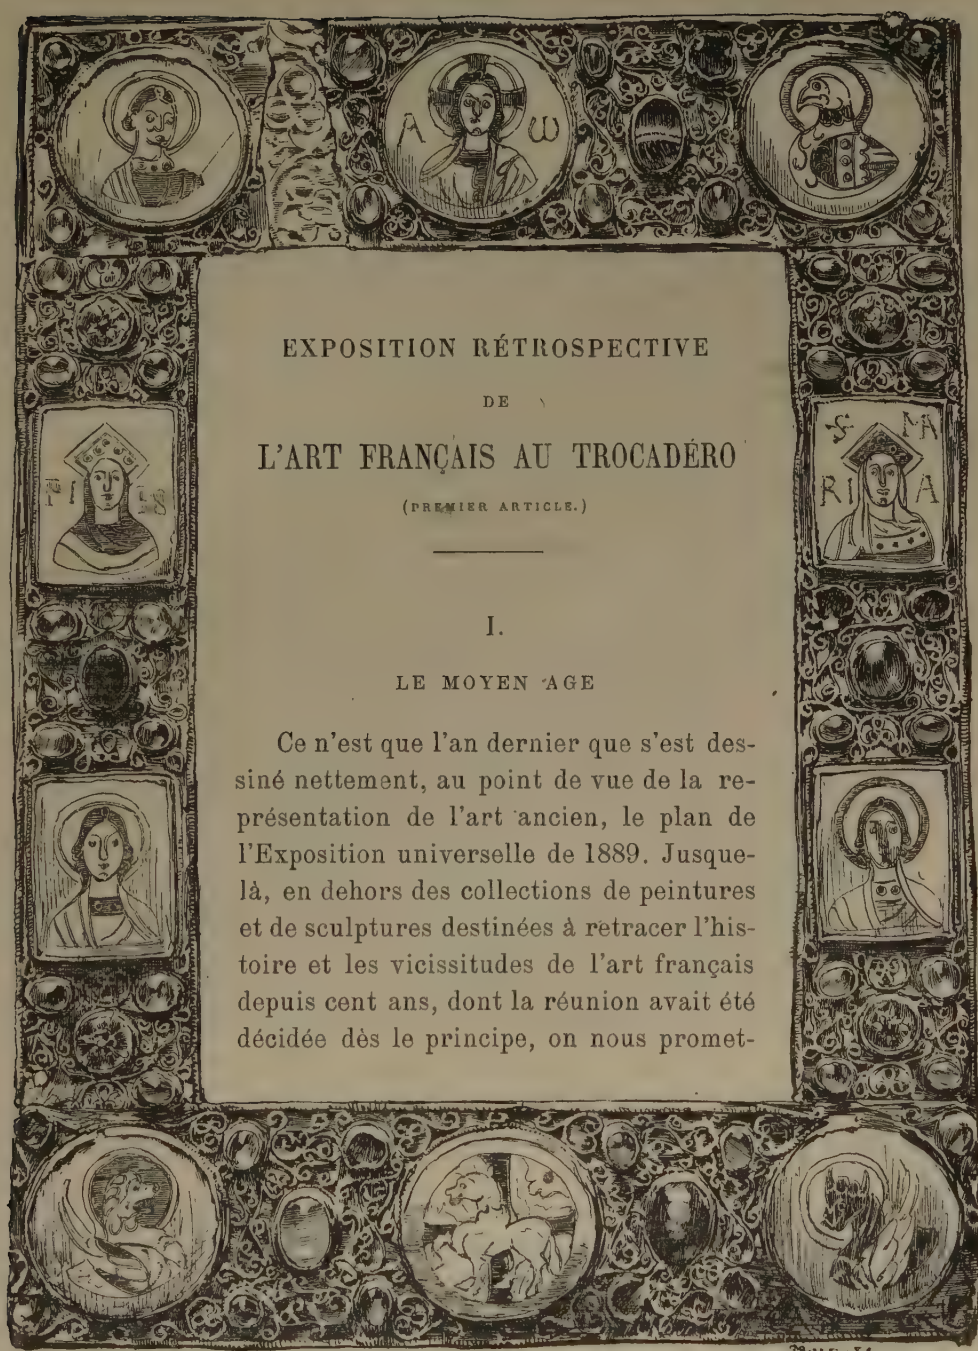 A ω
EXPOSITION RÉTROSPECTIVE
DE
L'ART FRANÇAIS AU TROCADÉRO
(PREMIER ARTICLE.)
S MA
RI A
I.
LE MOYEN AGE
Ce n'est que l'an dernier que s'est des-
siné nettement, au point de vue de la re-
présentation de l'art ancien, le plan de
l'Exposition universelle de 1889. Jusque-
là, en dehors des collections de peintures
et de sculptures destinées à retracer l'his-
toire et les vicissitudes de l'art français
depuis cent ans, dont la réunion avait été
décidée dès le principe, on nous promet-